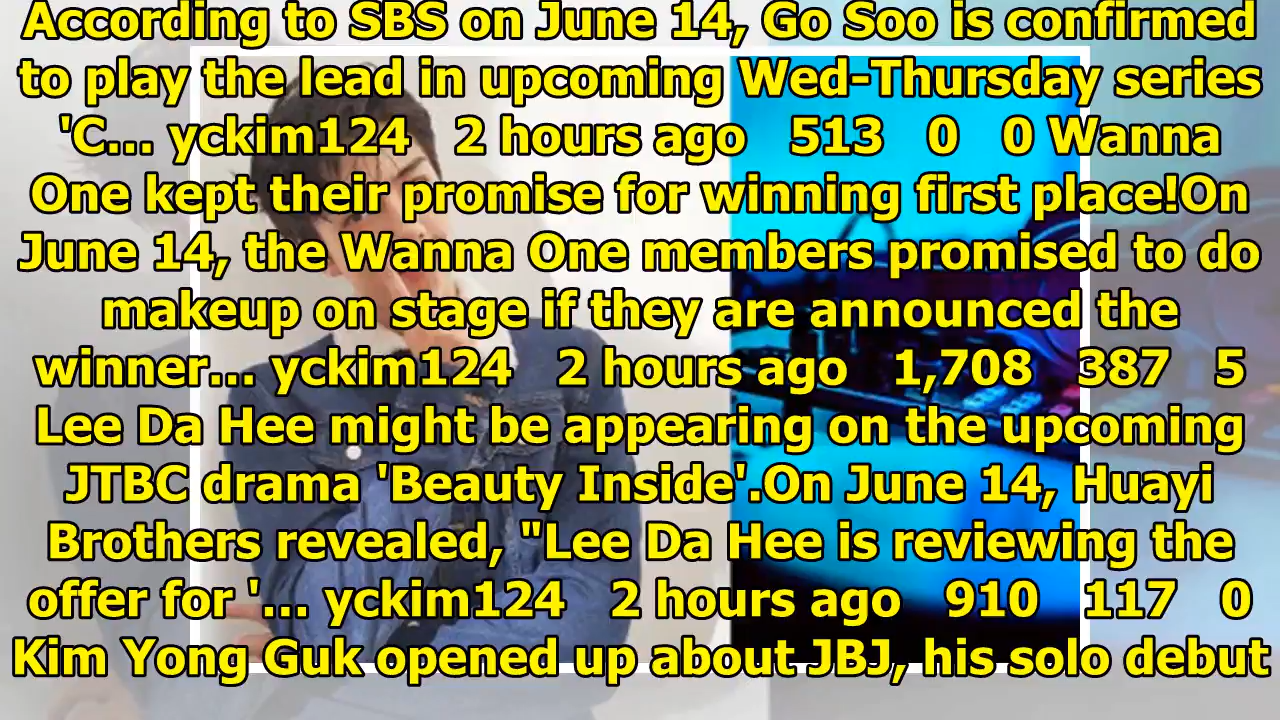 According to SBS on June 14, Go Soo is confirmed
to play the lead in upcoming Wed-Thursday series
'C... yckim124 2 hours ago 513 0 0 Wanna
One kept their promise for winning first place!On
June 14, the Wanna One members promised to do
makeup on stage if they are announced the
winner... yckim124 2 hours ago 1,708 387 5
Lee Da Hee might be appearing on the upcoming
JTBC drama 'Beauty Inside'.On June 14, Huayi
Brothers revealed, "Lee Da Hee is reviewing the
offer for '... yckim124 2 hours ago 910 117 0
Kim Yong Guk opened up about JBJ, his solo debut